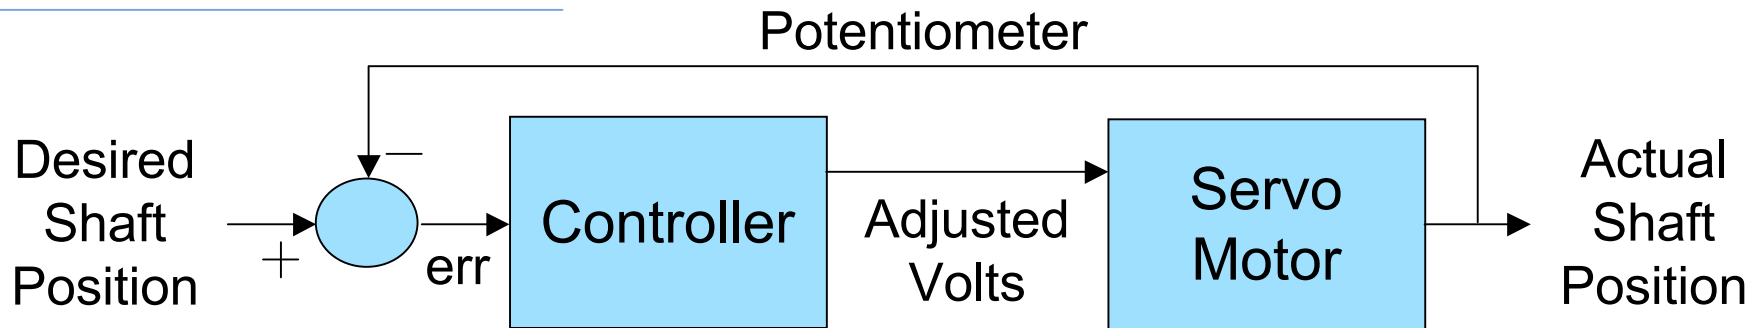 Potentiometer
Desired
Shaft
Position
+
−
err
Controller
Adjusted
Volts
Servo
Motor
Actual
Shaft
Position